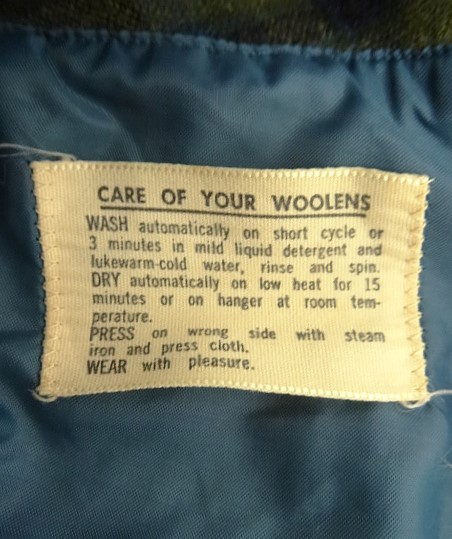 CARE OF YOUR WOOLENS
WASH automatically on short cycle or
3 minutes in mild liquid detergent and
lukewarm-cold water, rinse and spin.
DRY automatically on low heat for 15
minutes or on hanger at room tem-
perature.
PRESS on wrong side with steam
iron and press cloth.
WEAR with pleasure.